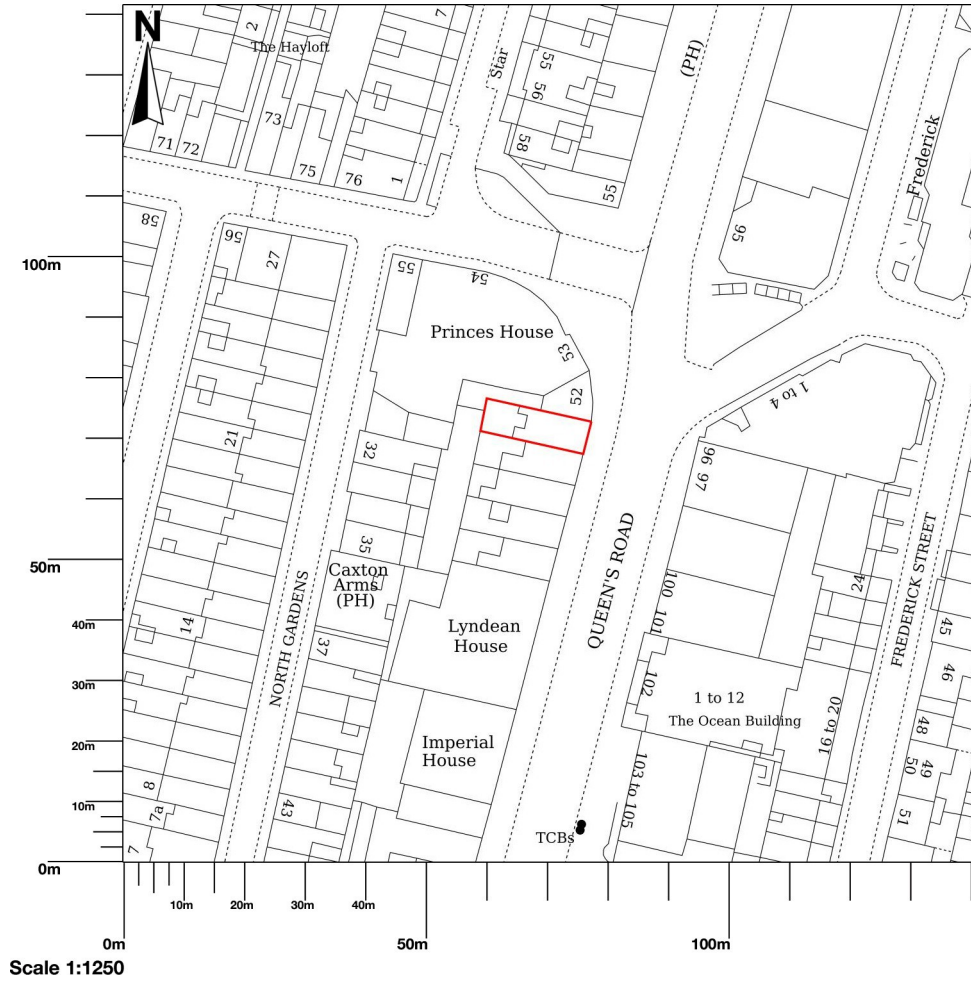 N
2
7
The Hayloft
Star
(PH)
55
56
58
73
71
72
75
76
1
55
Frederick
58
56
27
95
100m
55
54
Princes House
53
52
1 to 4
21
32
96
97
35
Caxton
Arms
(PH)
50m
QUEEN'S ROAD
100
101
24
FREDERICK STREET
NORTH GARDENS
14
40m
Lyndean
House
37
45
46
30m
102
1 to 12
The Ocean Building
16 to 20
48
49
50
20m
Imperial
House
8
7a
10m
43
103 to 105
51
TCBs
7
0m
10m
20m
30m
40m
0m
50m
100m
Scale 1:1250